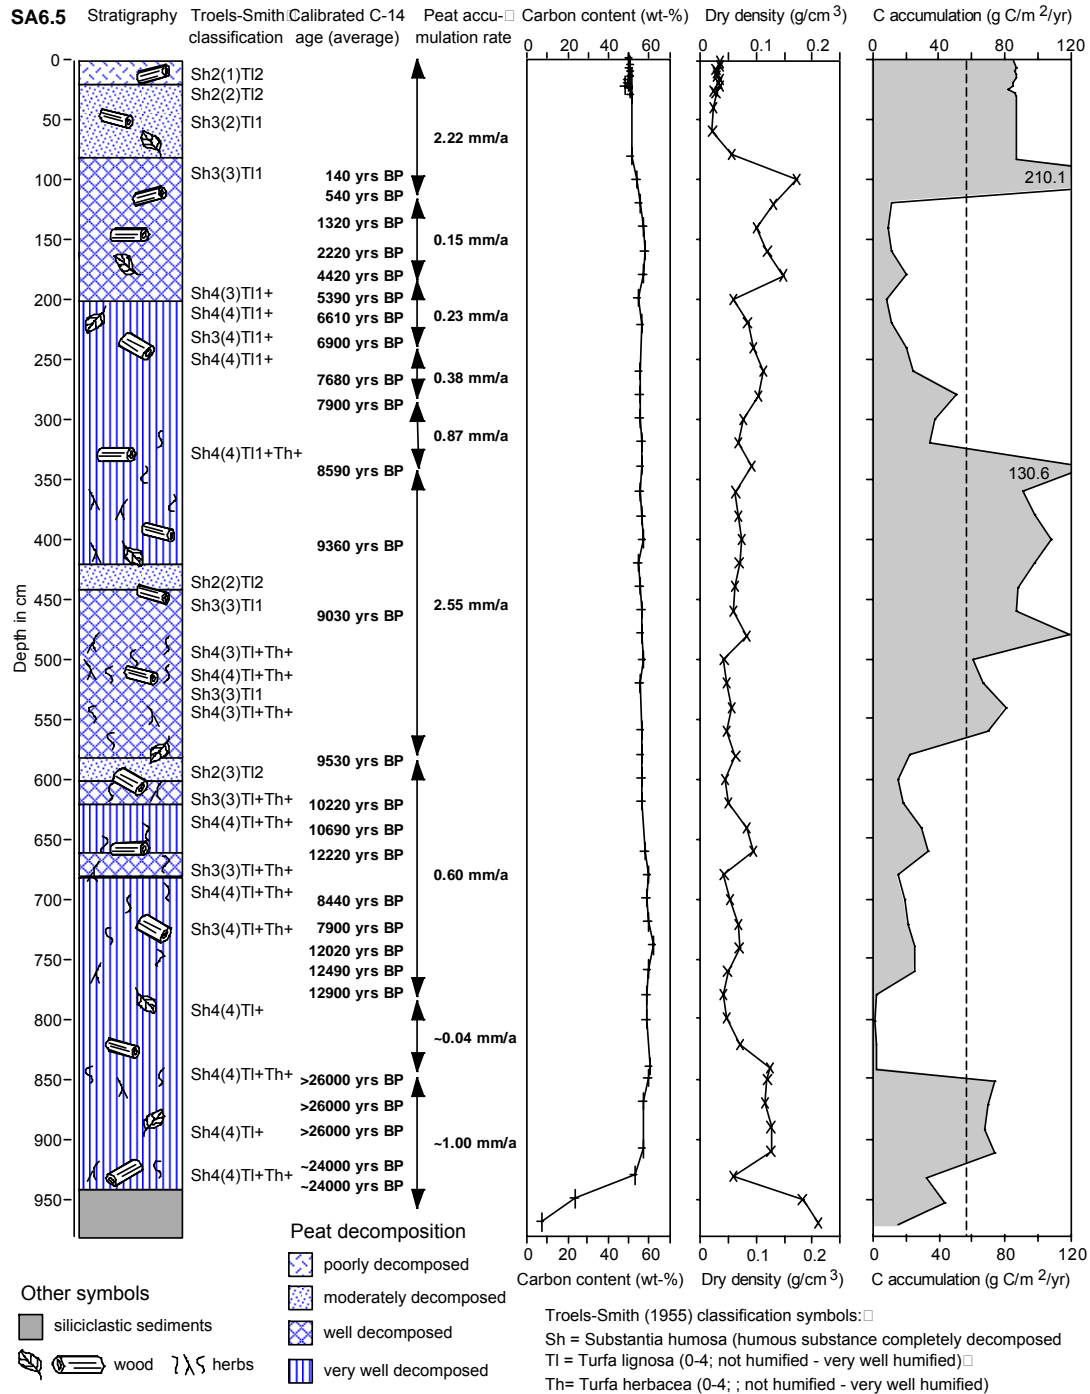 SA6.5
Stratigraphy
Troels-Smith
classification
Calibrated C-14
age (average)
Peat accu-
mulation rate
Carbon content (wt-%)
Dry density (g/cm3)
C accumulation (g C/m2/yr)
0 20 40 60
0 0.1 0.2
0 40 80 120
Depth in cm
0
50
100
150
200
250
300
350
400
450
500
550
600
650
700
750
800
850
900
950
Sh2(1)Tl2
Sh2(2)Tl2
Sh3(2)Tl1
Sh3(3)Tl1
Sh4(3)Tl1+
Sh4(4)Tl1+
Sh3(4)Tl1+
Sh4(4)Tl1+
Sh4(4)Tl1+Th+
Sh2(2)Tl2
Sh3(3)Tl1
Sh4(3)Tl+Th+
Sh4(4)Tl+Th+
Sh3(3)Tl1
Sh4(3)Tl+Th+
Sh2(3)Tl2
Sh3(3)Tl+Th+
Sh4(4)Tl+Th+
Sh3(3)Tl+Th+
Sh4(4)Tl+Th+
Sh3(4)Tl+Th+
Sh4(4)Tl+
Sh4(4)Tl+Th+
Sh4(4)Tl+
Sh4(4)Tl+Th+
140 yrs BP
540 yrs BP
1320 yrs BP
2220 yrs BP
4420 yrs BP
5390 yrs BP
6610 yrs BP
6900 yrs BP
7680 yrs BP
7900 yrs BP
8590 yrs BP
9360 yrs BP
9030 yrs BP
9530 yrs BP
10220 yrs BP
10690 yrs BP
12220 yrs BP
8440 yrs BP
7900 yrs BP
12020 yrs BP
12490 yrs BP
12900 yrs BP
>26000 yrs BP
>26000 yrs BP
>26000 yrs BP
~24000 yrs BP
~24000 yrs BP
2.22 mm/a
0.15 mm/a
0.23 mm/a
0.38 mm/a
0.87 mm/a
2.55 mm/a
0.60 mm/a
~0.04 mm/a
~1.00 mm/a
210.1
130.6
0 20 40 60
0 0.1 0.2
0 40 80 120
Carbon content (wt-%)
Dry density (g/cm3)
C accumulation (g C/m2/yr)
Peat decomposition
poorly decomposed
moderately decomposed
well decomposed
very well decomposed
Other symbols
siliciclastic sediments
wood
herbs
Troels-Smith (1955) classification symbols:
Sh = Substantia humosa (humous substance completely decomposed
Tl = Turfa lignosa (0-4; not humified - very well humified)
Th= Turfa herbacea (0-4; ; not humified - very well humified)